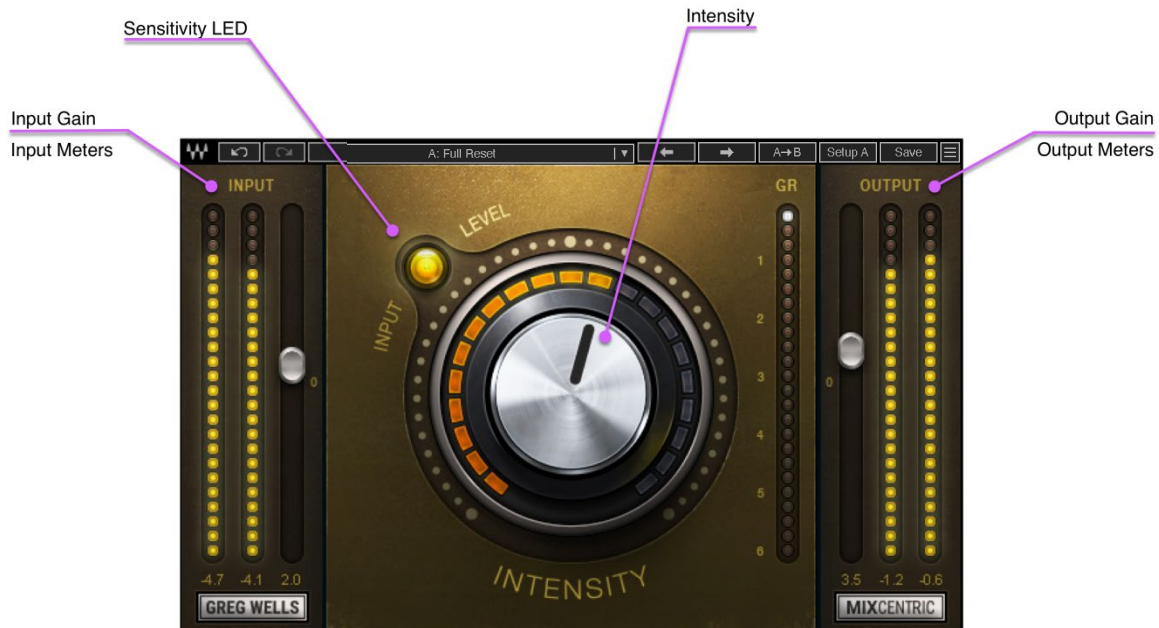 Intensity
Sensitivity LED
Input Gain
Input Meters
Output Gain
Output Meters
A: Full Reset
A→B
Setup A
Save
INPUT
GR
OUTPUT
INPUT LEVEL
1
2
3
4
5
6
0
0
INTENSITY
-4.7 -4.1 2.0
3.5 -1.2 -0.6
GREG WELLS
MIXCENTRIC